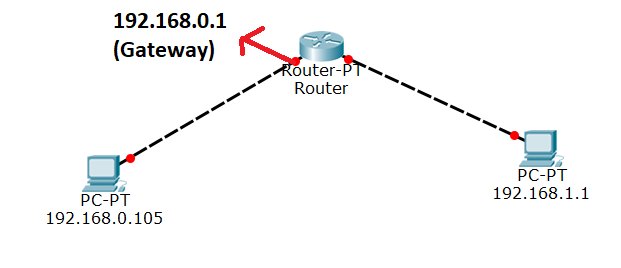 192.168.0.1
(Gateway)
Router-PT
Router
PC-PT
192.168.0.105
PC-PT
192.168.1.1